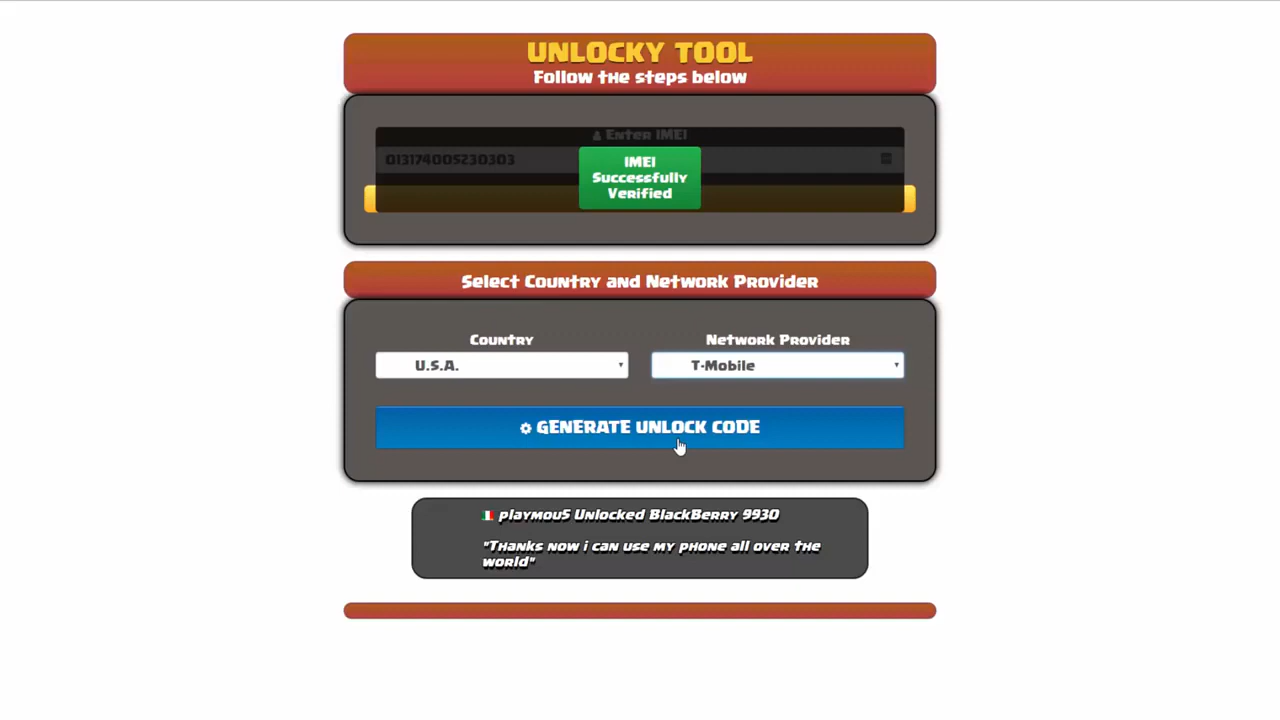 UNLOCKY TOOL
Follow the steps below
Enter IMEI
013174005230303
IMEI
Successfully
Verified
Select Country and Network Provider
Country
Network Provider
U.S.A.
T-Mobile
GENERATE UNLOCK CODE
playmou5 Unlocked BlackBerry 9930
"Thanks now i can use my phone all over the
world"